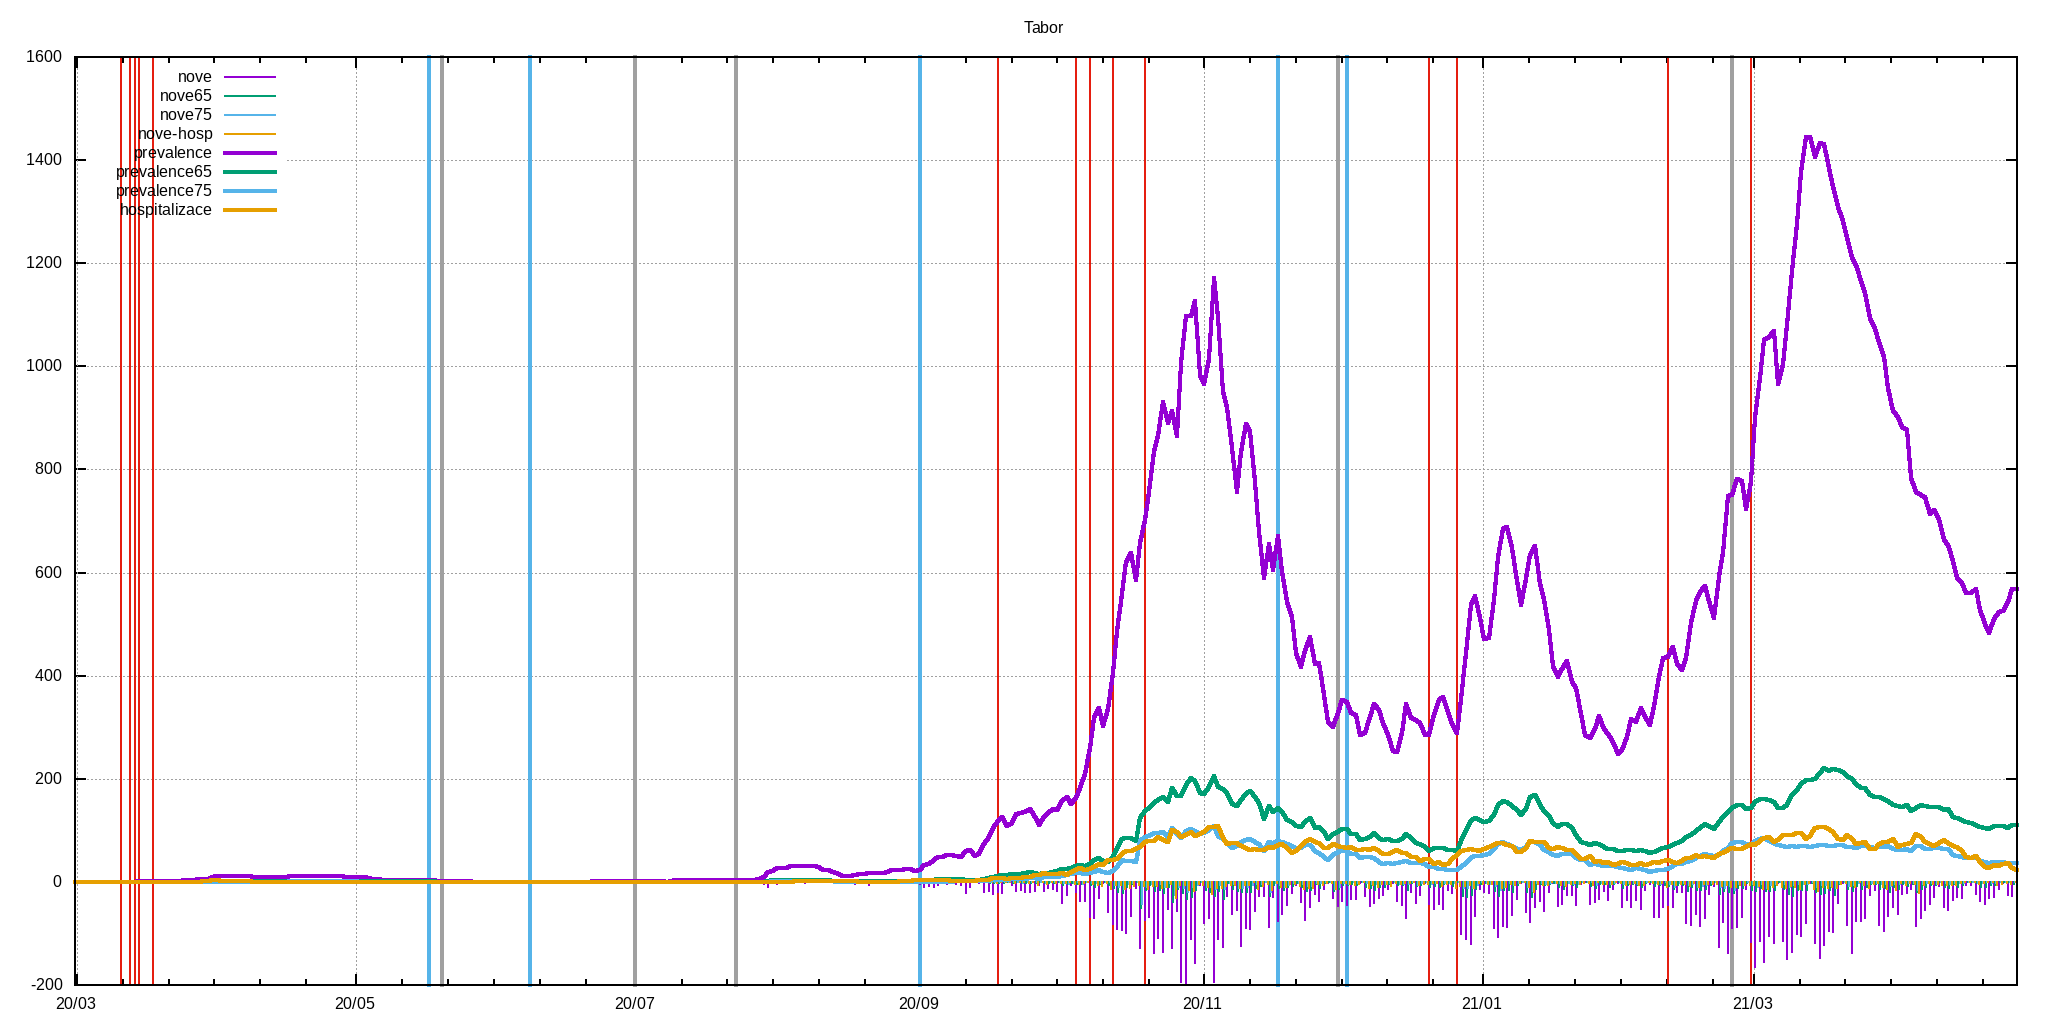 Tabor
1600
1400
1200
1000
800
600
400
200
0
-200
nove
nove65
nove75
nove-hosp
prevalence
prevalence65
prevalence75
hospitalizace
20/03
20/05
20/07
20/09
20/11
21/01
21/03